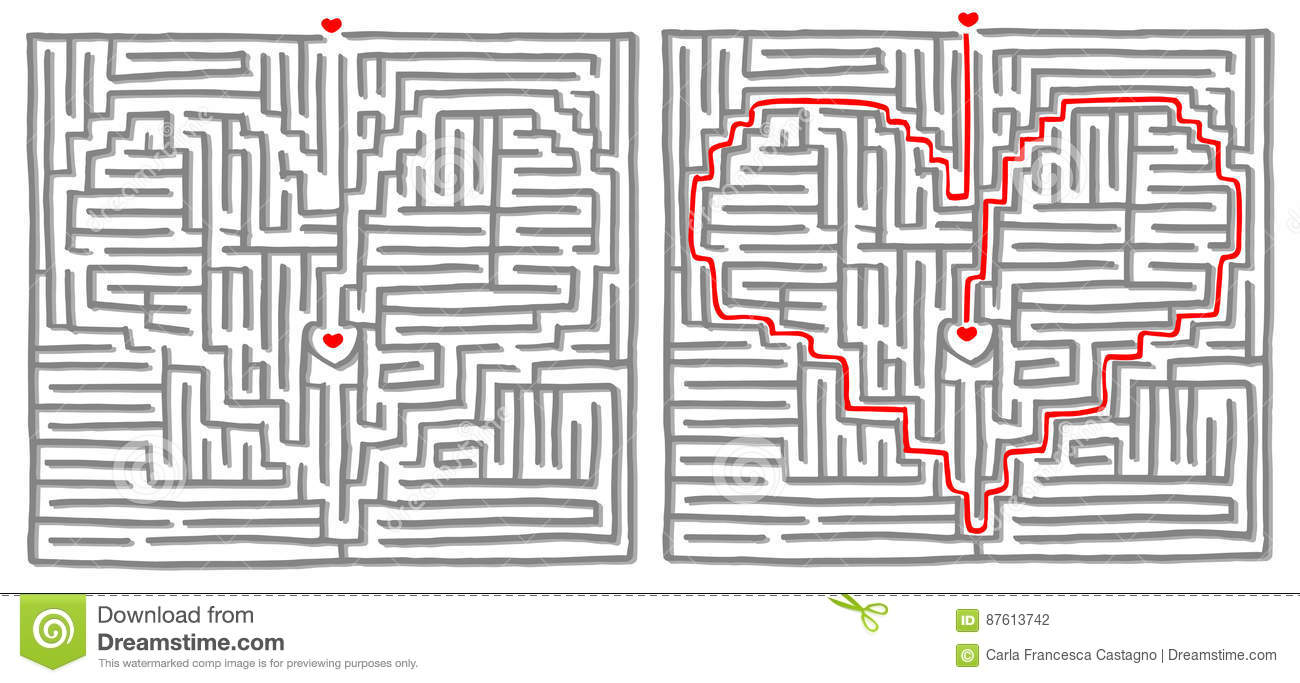 Download from
Dreamstime.com
This watermarked comp image is for previewing purposes only.
ID 87613742
© Carla Francesca Castagno | Dreamstime.com